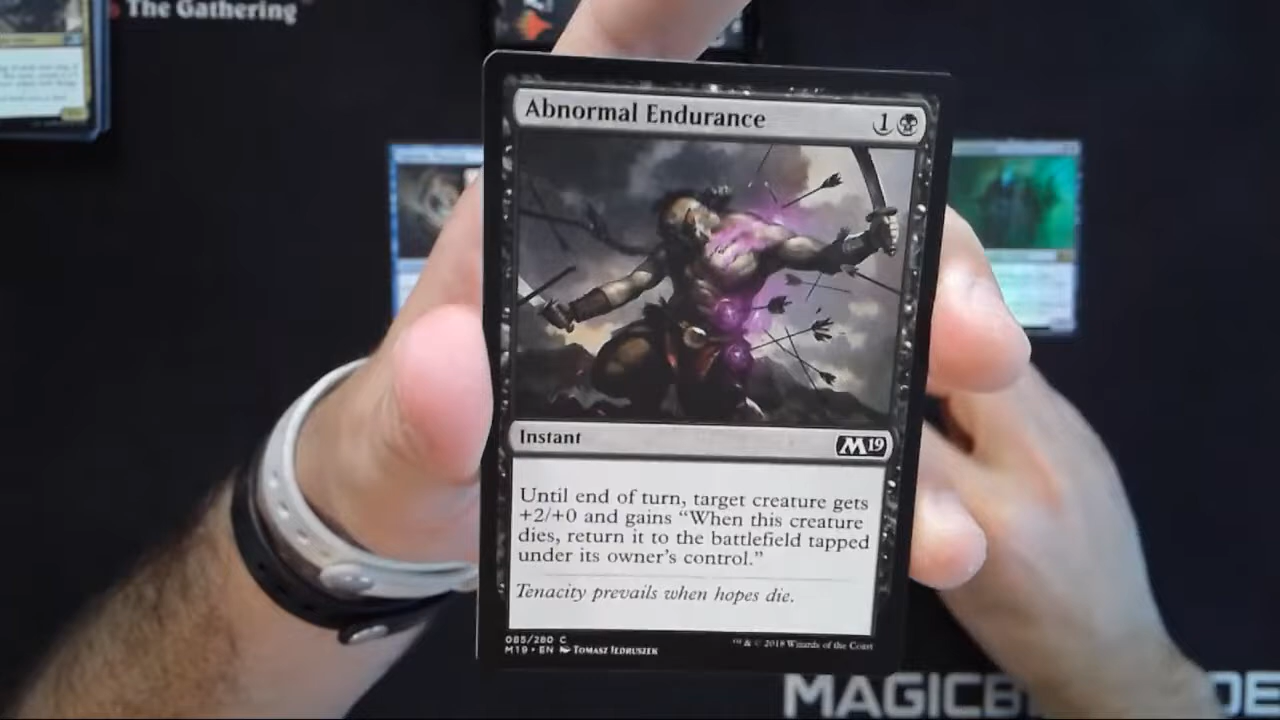 The Gathering
Abnormal Endurance
1
Instant
M19
Until end of turn, target creature gets
+2/+0 and gains “When this creature
dies, return it to the battlefield tapped
under its owner's control.”
Tenacity prevails when hopes die.
085/280 C
M19 • EN TOMASZ JEDRUSZEK
™ & © 2018 Wizards of the Coast
MAGICB
DE